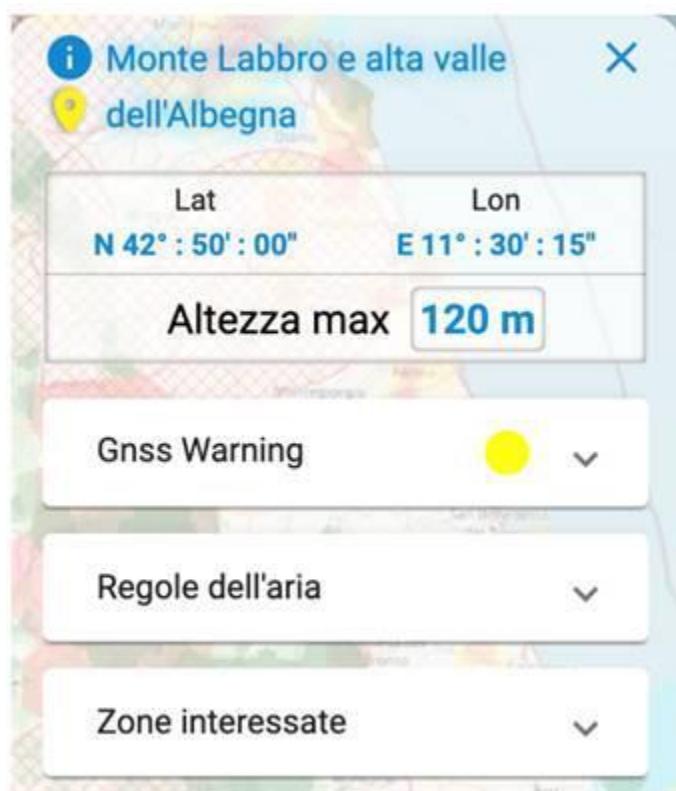 Monte Labbro e alta valle
dell'Albegna
Lat Lon
N 42° : 50' : 00" E 11° : 30' : 15"
Altezza max 120 m
Gnss Warning
Regole dell'aria
Zone interessate